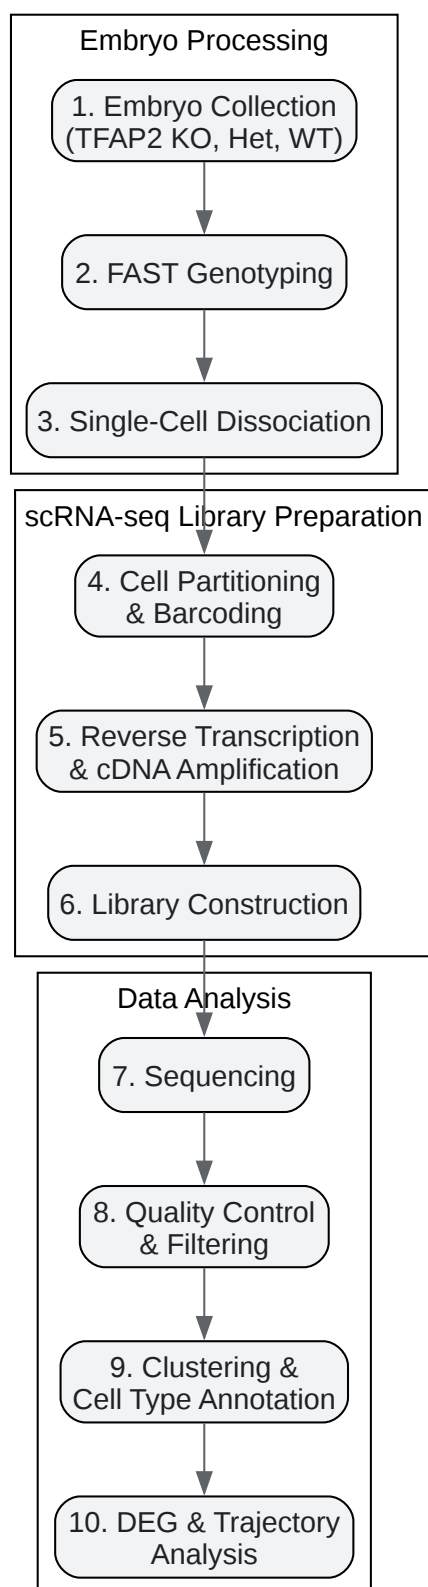 Embryo Processing
1. Embryo Collection
(TFAP2 KO, Het, WT)
2. FAST Genotyping
3. Single-Cell Dissociation
scRNA-seq Library Preparation
4. Cell Partitioning
& Barcoding
5. Reverse Transcription
& cDNA Amplification
6. Library Construction
Data Analysis
7. Sequencing
8. Quality Control
& Filtering
9. Clustering &
Cell Type Annotation
10. DEG & Trajectory
Analysis